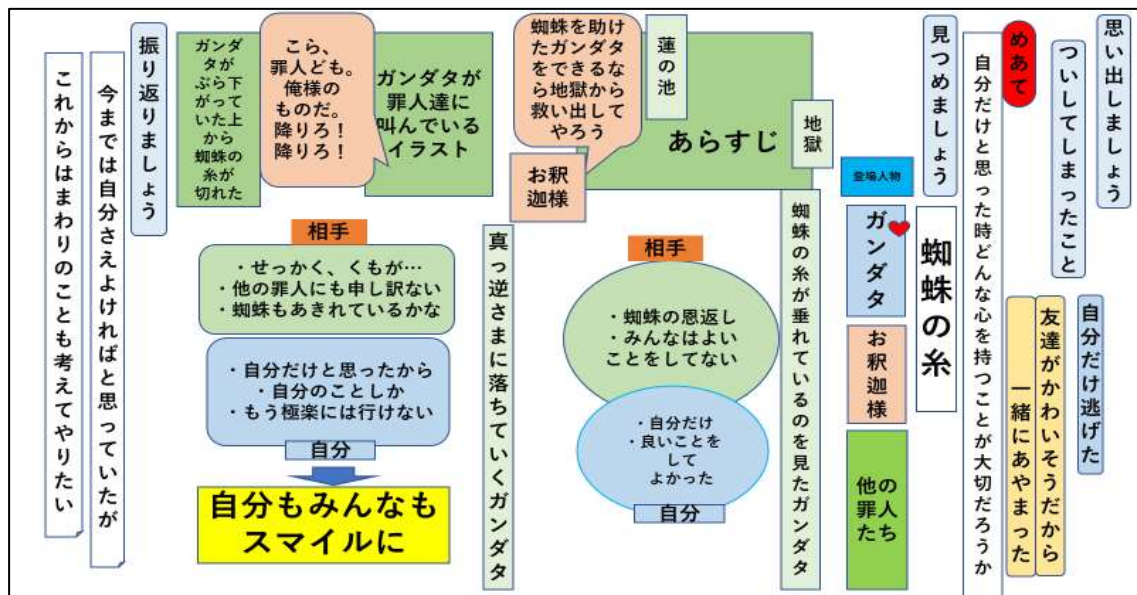 思い出しましょう
ついしてしまったこと
自分だけ逃げた
友達がかわいそうだから
一緒にあやまった
めあて
自分だけと思った時どんな心を持つことが大切だろうか
見つめましょう
蜘蛛の糸
登場人物
ガンダタ
お釈迦様
他の
罪人
たち
地獄
あらすじ
蓮の池
蜘蛛を助け
たガンダタ
をできるな
ら地獄から
救い出して
やろう
お釈
迦様
蜘蛛の糸が垂れているのを見たガンダタ
相手
・蜘蛛の恩返し
・みんなはよい
ことをしてない
・自分だけ
・良いことを
して
よかった
自分
真っ逆さまに落ちていくガンダタ
ガンダタが
罪人達に
叫んでいる
イラスト
こら、
罪人ども。
俺様の
ものだ。
降りろ！
降りろ！
ガンダ
タが
ぶら下
がって
いた上
から
蜘蛛の
糸が
切れた
相手
・せっかく、くもが…
・他の罪人にも申し訳ない
・蜘蛛もあきれているかな
・自分だけと思ったから
・自分のことしか
・もう極楽には行けない
自分
自分もみんなも
スマイルに
振り返りましょう
今までは自分さえよければと思っていたが
これからはまわりのことも考えてやりたい